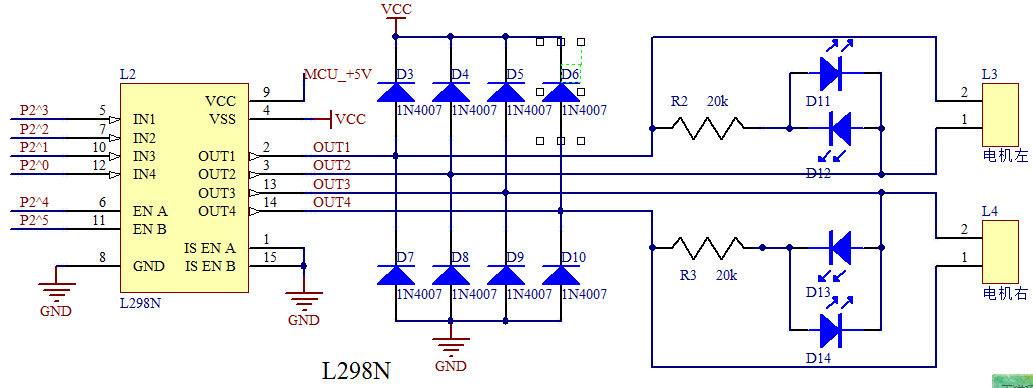 VCC
L2
MCU_+5V
D3
D4
D5
D6
L3
P2^3
5
IN1
VCC
9
1N4007
1N4007
1N4007
1N4007
R2
20k
D11
2
P2^2
7
IN2
VSS
4
VCC
P2^1
10
IN3
OUT1
2
OUT1
1
P2^0
12
IN4
OUT2
3
OUT2
D12
电机左
OUT3
13
OUT3
P2^4
6
EN A
OUT4
14
OUT4
L4
P2^5
11
EN B
2
IS EN A
1
8
GND
IS EN B
15
D7
D8
D9
D10
R3
20k
D13
1
L298N
1N4007
1N4007
1N4007
1N4007
电机右
GND
GND
GND
D14
L298N